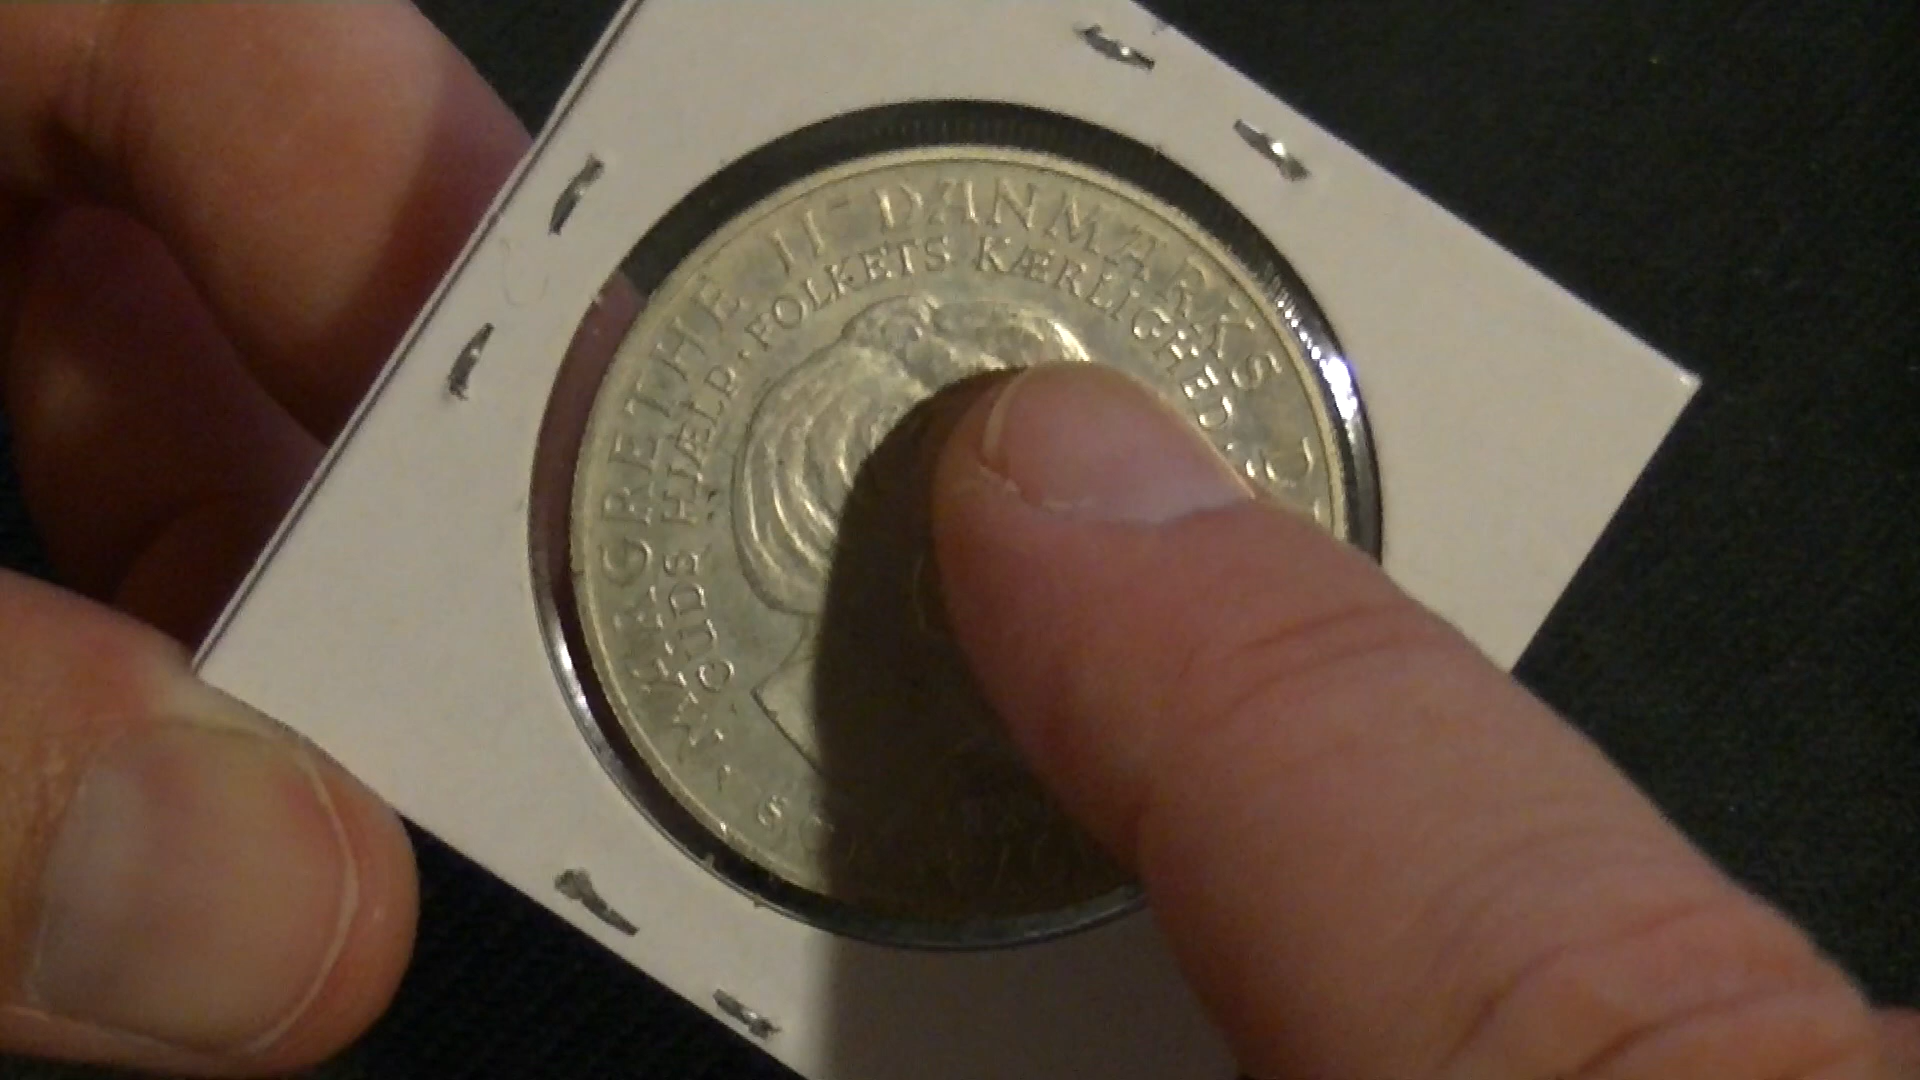 MARGRETHE II - DANMARKS
GUDS HJÆLP · FOLKETS KÆRLIGHED ·
S